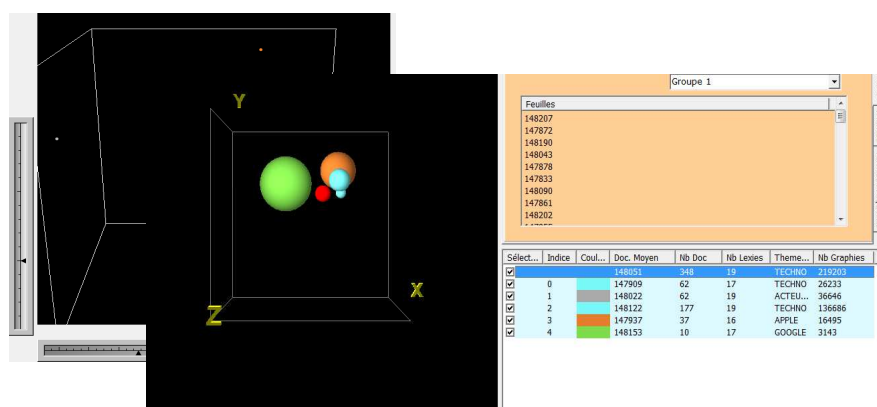 Y
X
Z
Groupe 1
Feuilles
148207
147872
148190
148043
147878
147833
148090
147861
148202
Sélect... Indice Coul... Doc. Moyen Nb Doc Nb Lexies Theme... Nb Graphies
148051 348 19 TECHNO 219203
0 147909 62 17 TECHNO 26233
1 148022 62 19 ACTEU... 36646
2 148122 177 19 TECHNO 136686
3 147937 37 16 APPLE 16495
4 148153 10 17 GOOGLE 3143